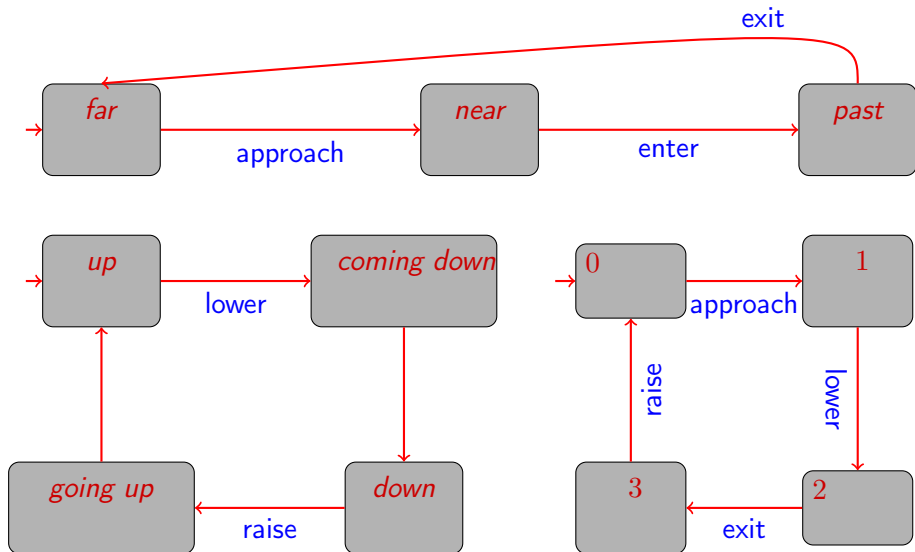 exit
far
near
past
approach
enter
up
coming down
lower
0
1
approach
raise
lower
going up
down
raise
3
2
exit